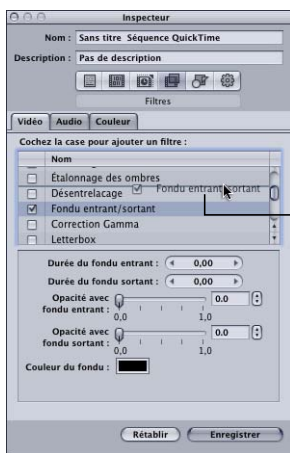 Inspecteur
Nom : Sans titre Séquence QuickTime
Description : Pas de description
Filtres
Vidéo Audio Couleur
Cochez la case pour ajouter un filtre :
Nom
Étalonnage des ombres
Désentrelacage
Fondu entrant/sortant
Fondu entrant/sortant
Correction Gamma
Letterbox
Durée du fondu entrant : 0,00
Durée du fondu sortant : 0,00
Opacité avec fondu entrant : 0.0
0,0 1,0
Opacité avec fondu sortant : 0.0
0,0 1,0
Couleur du fondu :
Rétablir Enregistrer